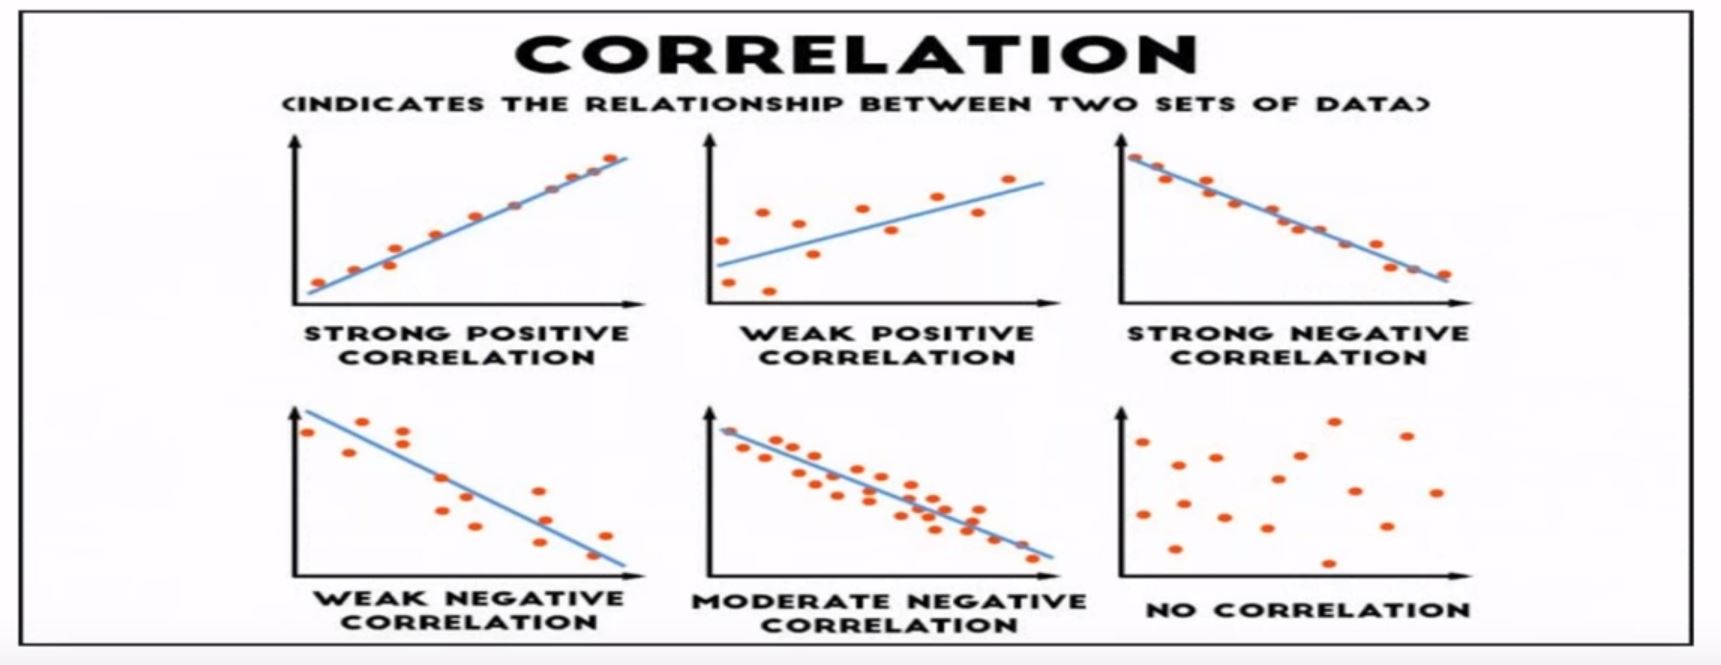 CORRELATION
(INDICATES THE RELATIONSHIP BETWEEN TWO SETS OF DATA)
STRONG POSITIVE
CORRELATION
WEAK POSITIVE
CORRELATION
STRONG NEGATIVE
CORRELATION
WEAK NEGATIVE
CORRELATION
MODERATE NEGATIVE
CORRELATION
NO CORRELATION